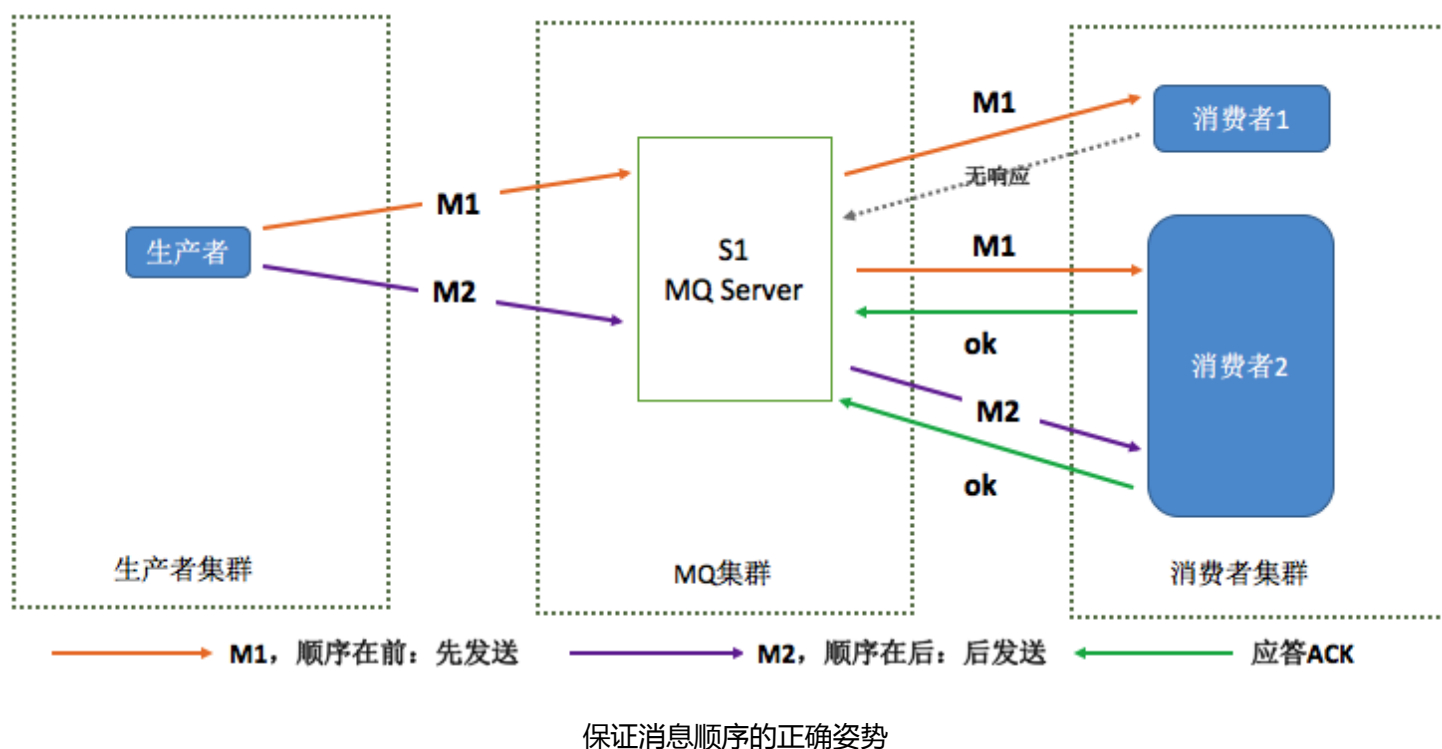 M1
消费者1
无响应
M1
生产者
M2
S1
MQ Server
M1
ok
消费者2
M2
ok
生产者集群
MQ集群
消费者集群
M1，顺序在前：先发送
M2，顺序在后：后发送
应答ACK
保证消息顺序的正确姿势